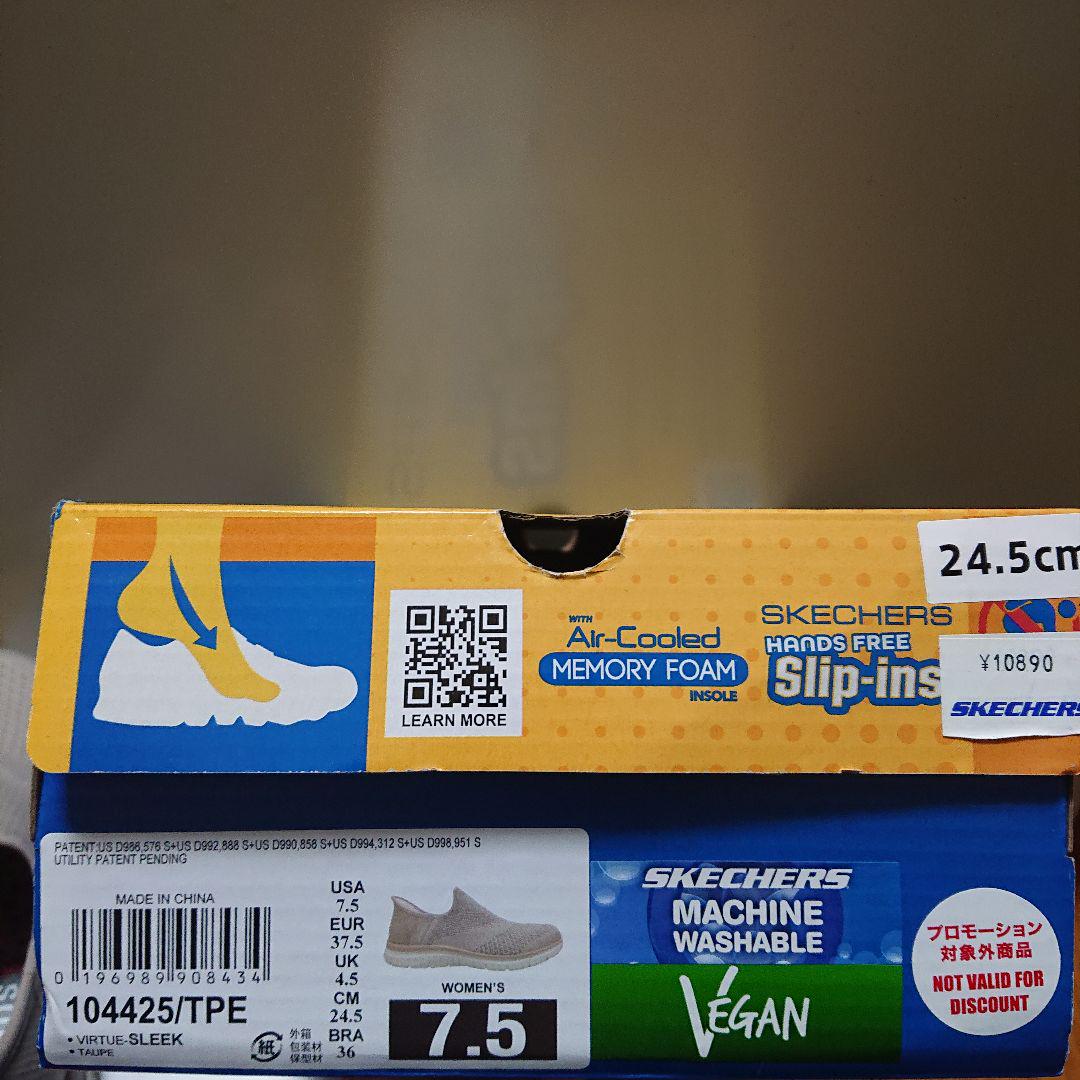 24.5cm
WITH
Air-Cooled
MEMORY FOAM
INSOLE
SKECHERS
HANDS FREE
Slip-ins
¥10890
SKECHERS
LEARN MORE
PATENT:US D986,576 S+US D992,888 S+US D990,858 S+US D994,312 S+US D998,951 S
UTILITY PATENT PENDING
MADE IN CHINA
0 196989 908434
104425/TPE
• VIRTUE-SLEEK
• TAUPE
紙
外箱
包装材
保型材
USA
7.5
EUR
37.5
UK
4.5
CM
24.5
BRA
36
WOMEN'S
7.5
SKECHERS
MACHINE
WASHABLE
VÉGAN
プロモーション
対象外商品
NOT VALID FOR
DISCOUNT